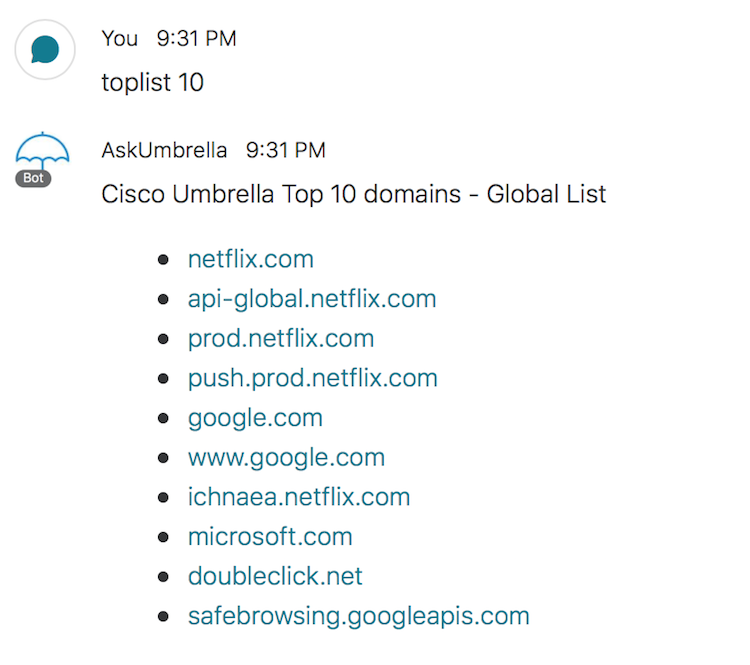 You 9:31 PM
toplist 10
AskUmbrella 9:31 PM
Bot
Cisco Umbrella Top 10 domains - Global List
netflix.com
api-global.netflix.com
prod.netflix.com
push.prod.netflix.com
google.com
www.google.com
ichnaea.netflix.com
microsoft.com
doubleclick.net
safebrowsing.googleapis.com